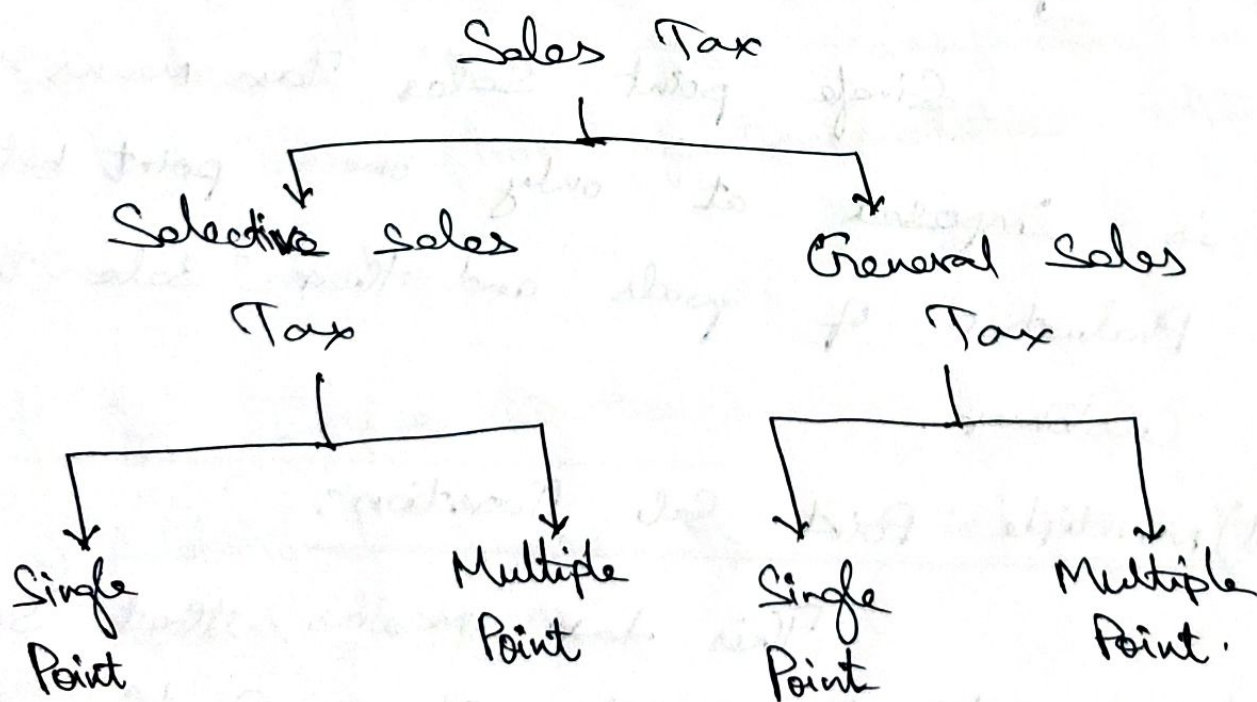 Sales Tax
Selective sales
Tax
General Sales
Tax
Single
Point
Multiple
Point
Single
Point
Multiple
Point.